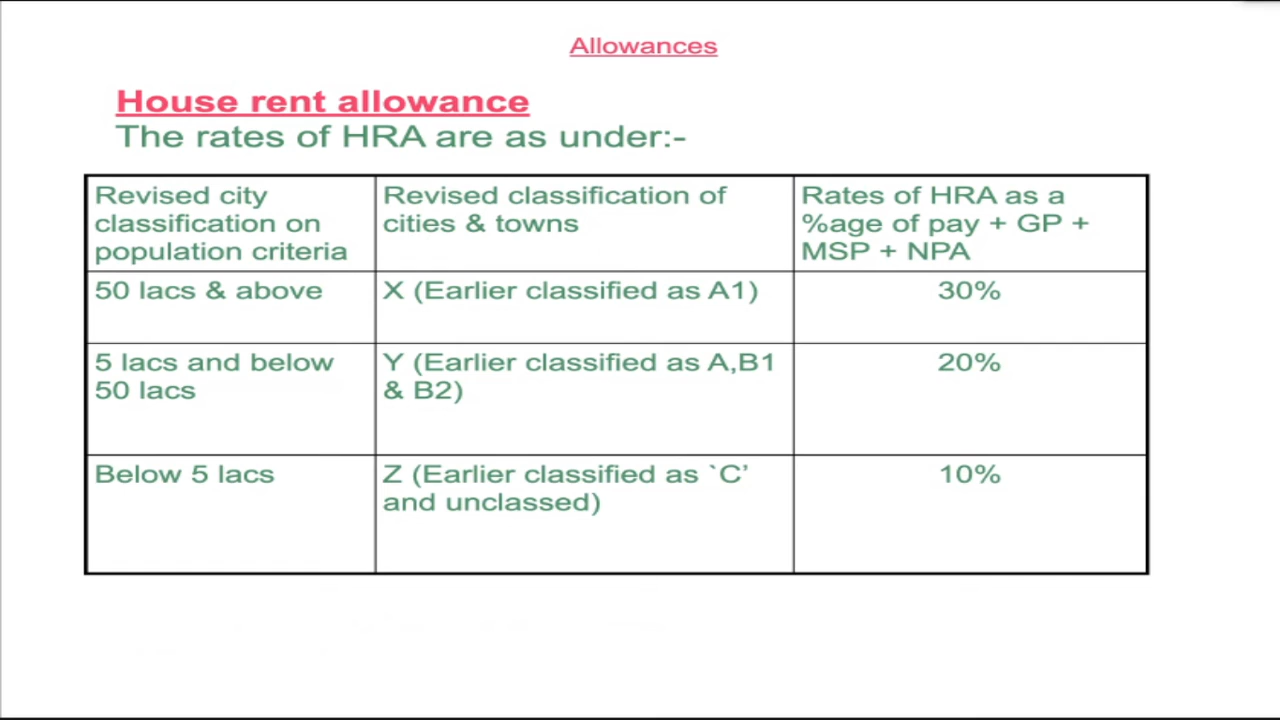 Allowances
House rent allowance
The rates of HRA are as under:-
Revised city
classification on
population criteria
Revised classification of
cities & towns
Rates of HRA as a
%age of pay + GP +
MSP + NPA
50 lacs & above
X (Earlier classified as A1)
30%
5 lacs and below
50 lacs
Y (Earlier classified as A,B1
& B2)
20%
Below 5 lacs
Z (Earlier classified as `C’
and unclassed)
10%